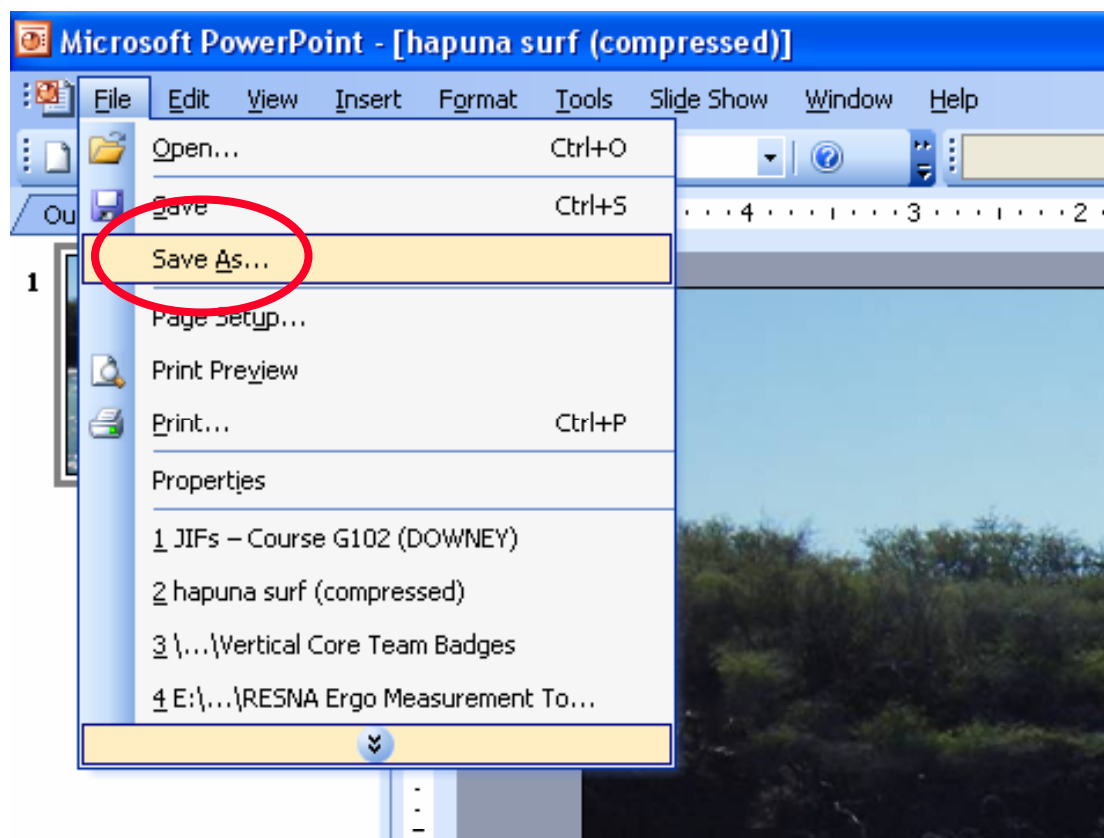 Microsoft PowerPoint - [hapuna surf (compressed)]
File Edit View Insert Format Tools Slide Show Window Help
Open... Ctrl+O
Ou
Save Ctrl+S
4 3 2
Save As...
1
Page Setup...
Print Preview
Print... Ctrl+P
Properties
1 JIFs – Course G102 (DOWNEY)
2 hapuna surf (compressed)
3 \...\Vertical Core Team Badges
4 E:\...\RESNA Ergo Measurement To...